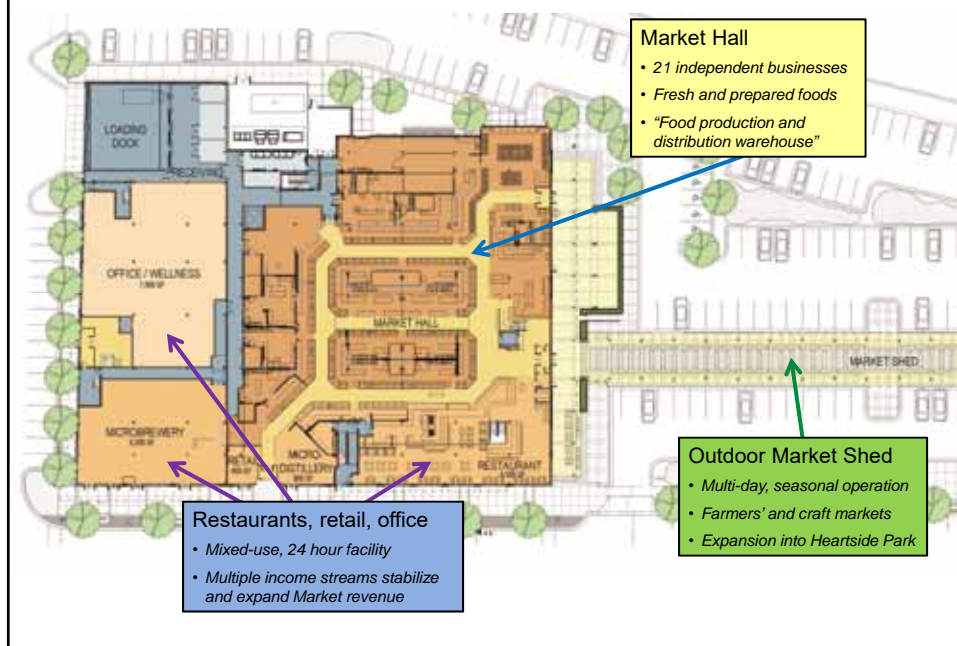 Market Hall
• 21 independent businesses
• Fresh and prepared foods
• “Food production and
distribution warehouse”
LOADING
DOCK
RECEIVING
OFFICE / WELLNESS
MARKET HALL
MARKET SHED
MICROBREWERY
RETAIL
MICRO-
DISTILLERY
RESTAURANT
Outdoor Market Shed
• Multi-day, seasonal operation
• Farmers’ and craft markets
• Expansion into Heartside Park
Restaurants, retail, office
• Mixed-use, 24 hour facility
• Multiple income streams stabilize
and expand Market revenue